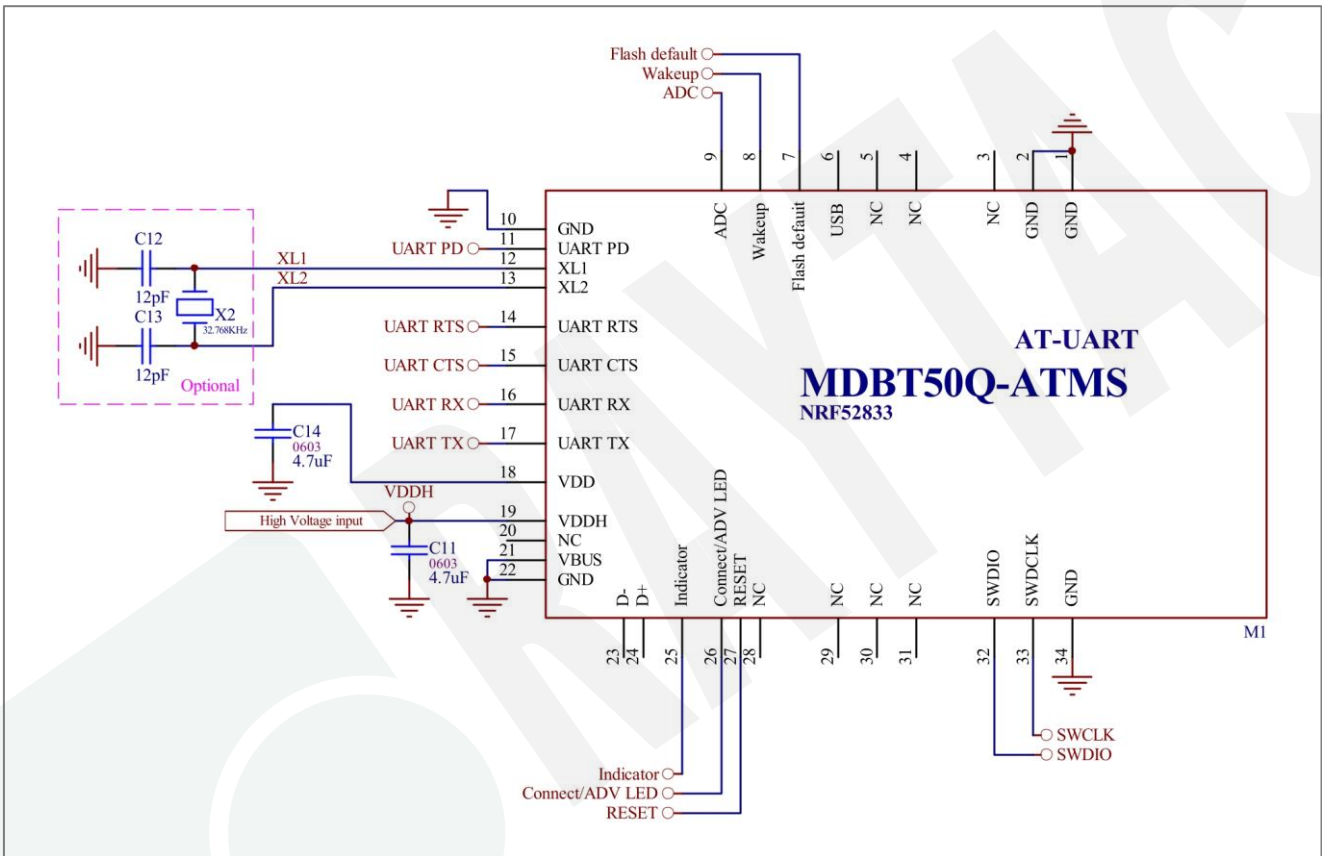 Flash default
Wakeup
ADC
9
8
7
6
5
4
3
2
1
ADC
Wakeup
Flash defauit
USB
NC
NC
NC
GND
GND
10 GND
UART PD 11 UART PD
XL1 12 XL1
XL2 13 XL2
C12
12pF
C13
12pF
X2
32.768KHz
Optional
UART RTS 14 UART RTS
UART CTS 15 UART CTS
UART RX 16 UART RX
UART TX 17 UART TX
C14
0603
4.7uF
18 VDD
VDDH
High Voltage input 19 VDDH
20 NC
21 VBUS
22 GND
C11
0603
4.7uF
AT-UART
MDBT50Q-ATMS
NRF52833
D-
D+
Indicator
Connect/ADV LED
RESET
NC
NC
NC
NC
SWDIO
SWDCLK
GND
M1
23
24
25
26
27
28
29
30
31
32
33
34
SWCLK
SWDIO
Indicator
Connect/ADV LED
RESET
RAYTAC